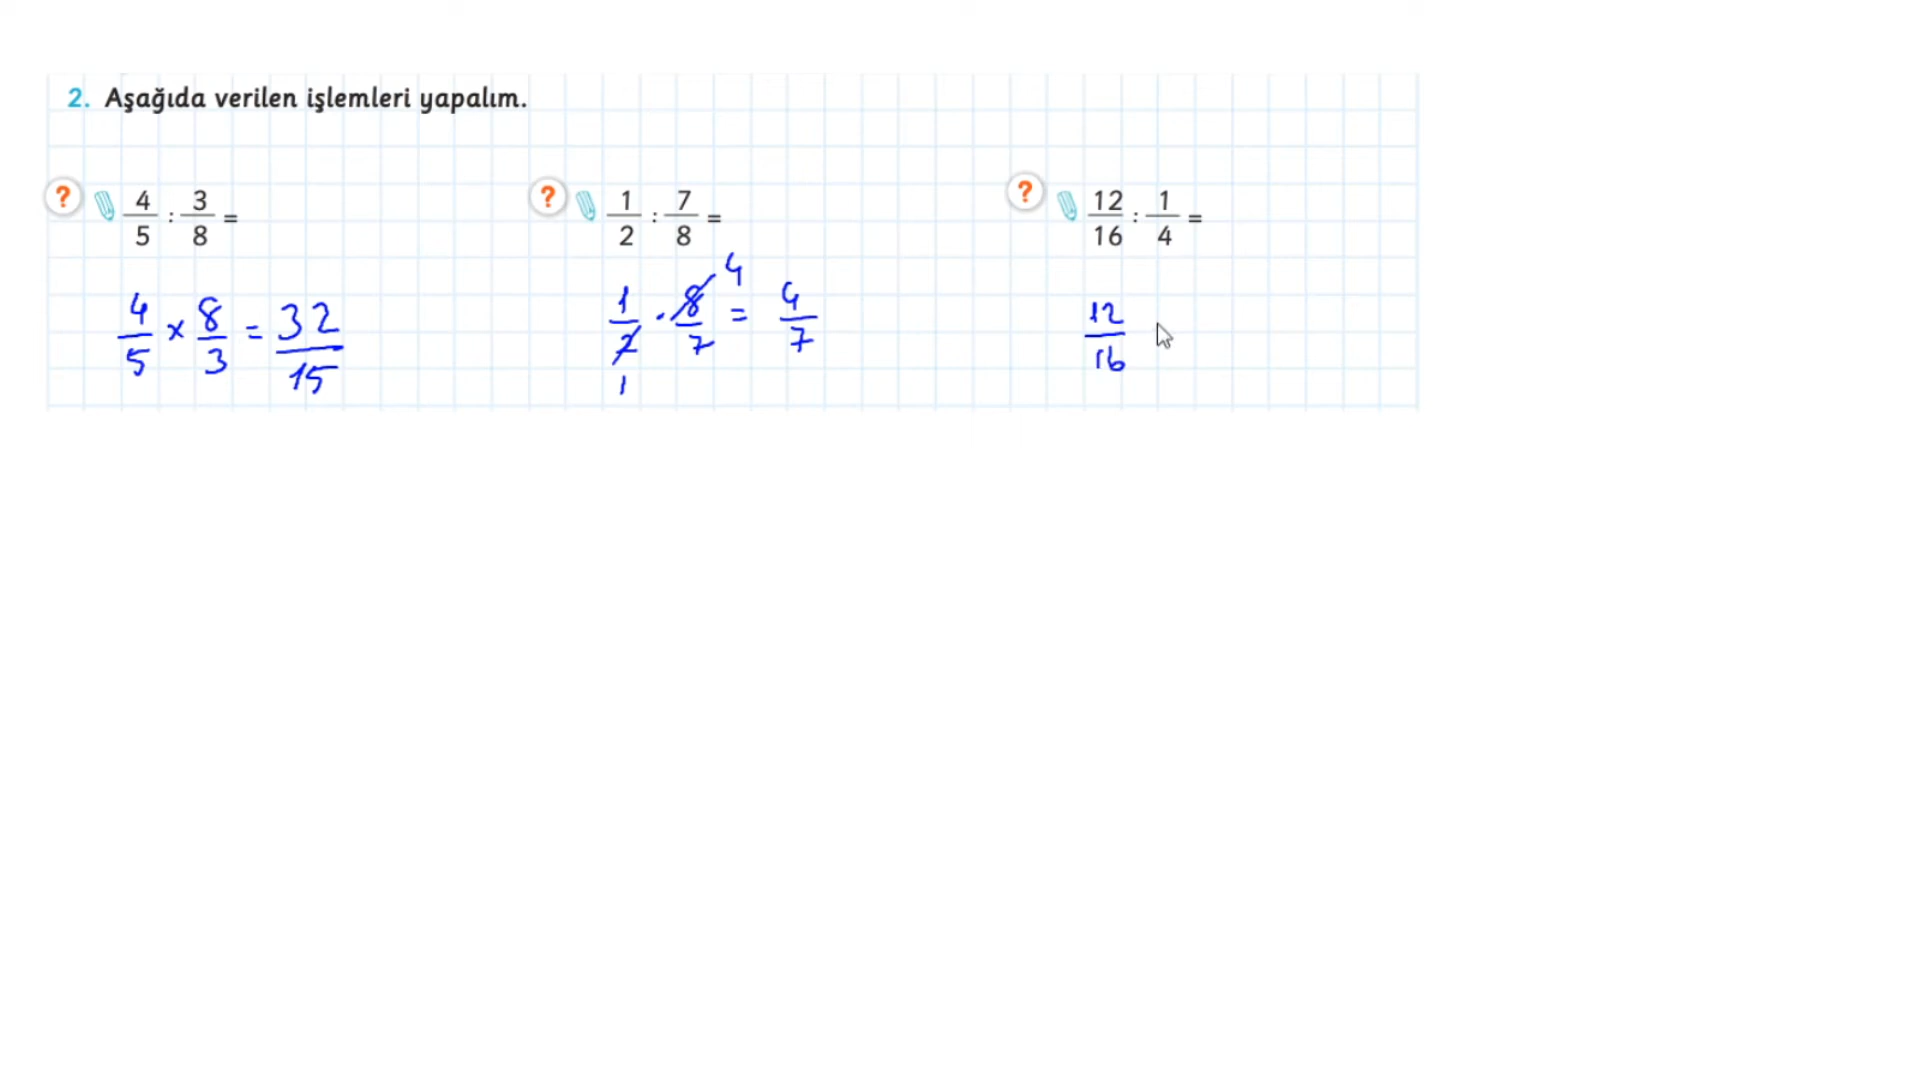 2. Aşağıda verilen işlemleri yapalım.
? 4/5 : 3/8 =
4/5 x 8/3 = 32/15
? 1/2 : 7/8 =
4
1/2 · 8/7 = 4/7
1
? 12/16 : 1/4 =
12/16